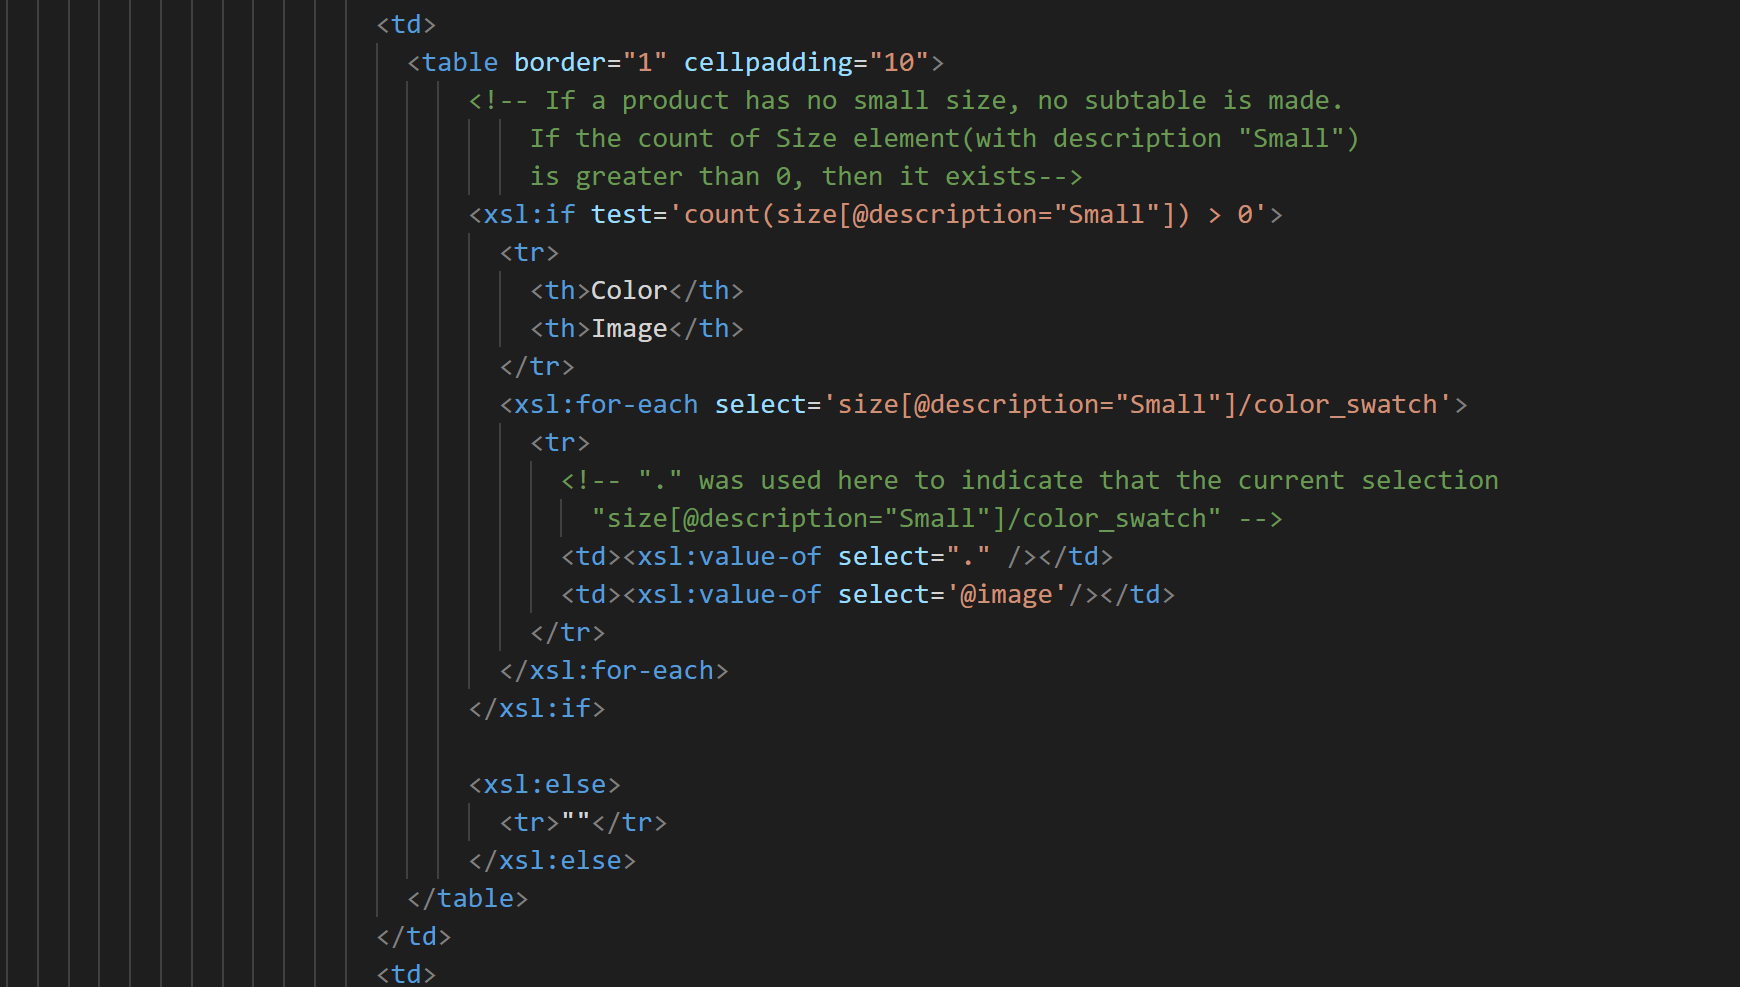 <td>
<table border="1" cellpadding="10">
<!-- If a product has no small size, no subtable is made.
If the count of Size element(with description "Small")
is greater than 0, then it exists-->
<xsl:if test='count(size[@description="Small"]) > 0'>
<tr>
<th>Color</th>
<th>Image</th>
</tr>
<xsl:for-each select='size[@description="Small"]/color_swatch'>
<tr>
<!-- "." was used here to indicate that the current selection
"size[@description="Small"]/color_swatch" -->
<td><xsl:value-of select="." /></td>
<td><xsl:value-of select='@image'/></td>
</tr>
</xsl:for-each>
</xsl:if>
<xsl:else>
<tr>""</tr>
</xsl:else>
</table>
</td>
<td>